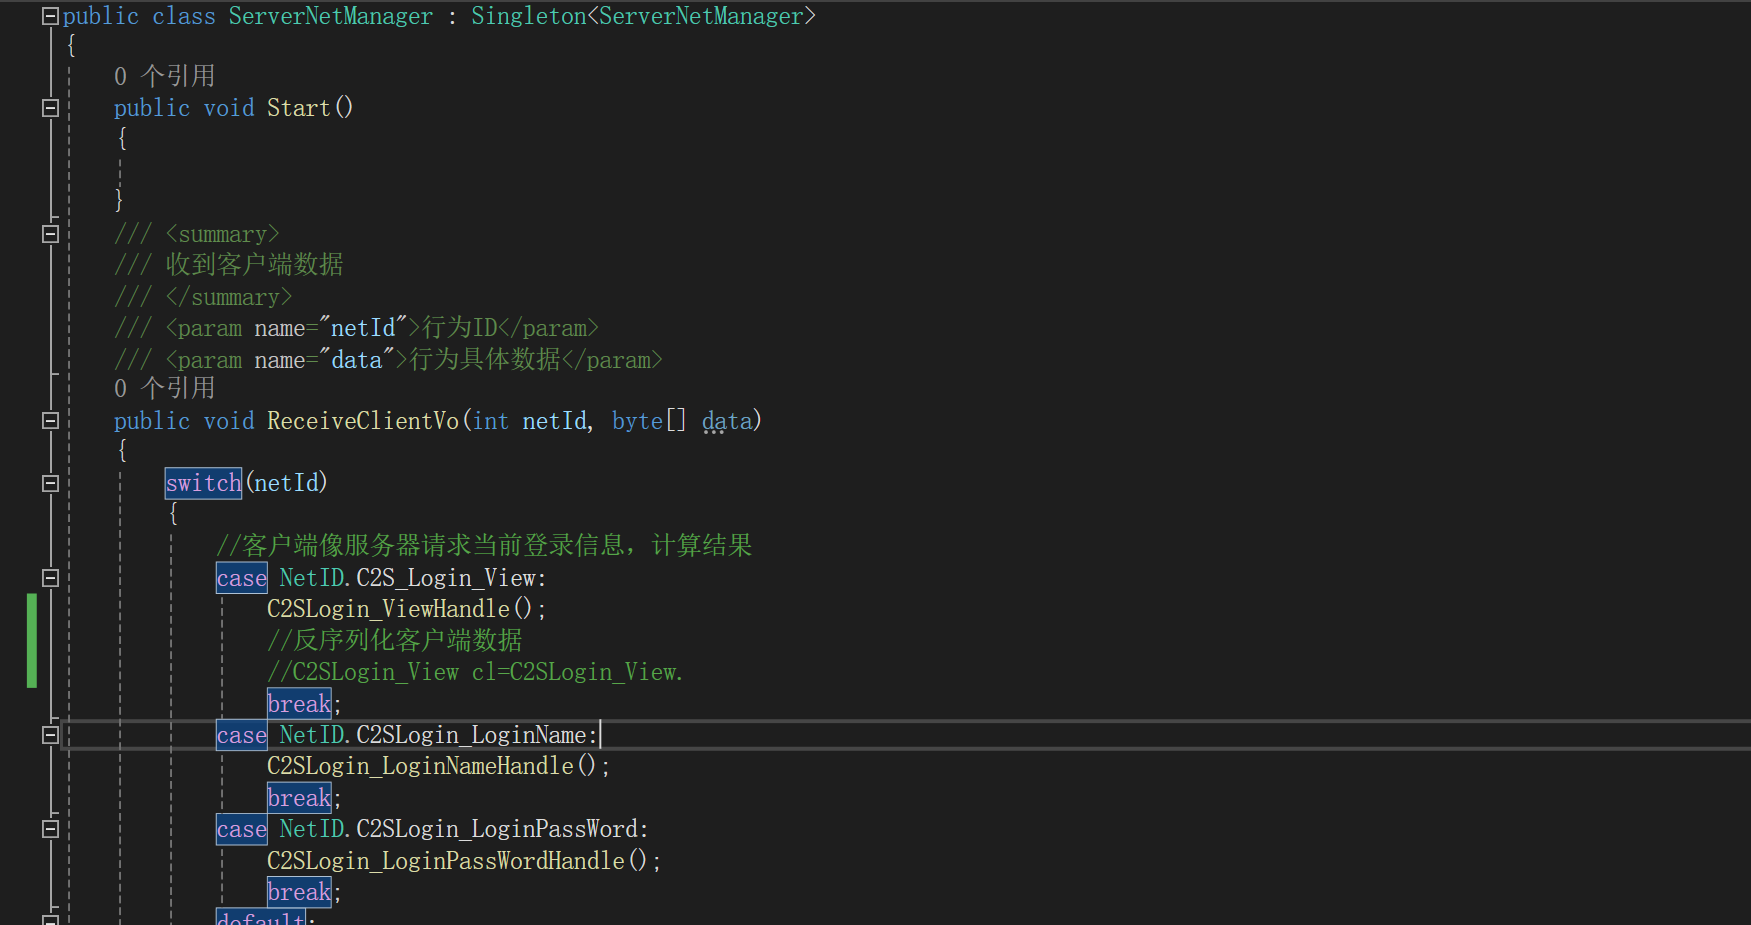 public class ServerNetManager : Singleton<ServerNetManager>
{
0 个引用
public void Start()
{
}
/// <summary>
/// 收到客户端数据
/// </summary>
/// <param name="netId">行为ID</param>
/// <param name="data">行为具体数据</param>
0 个引用
public void ReceiveClientVo(int netId, byte[] data)
{
switch(netId)
{
//客户端像服务器请求当前登录信息，计算结果
case NetID.C2S_Login_View:
C2SLogin_ViewHandle();
//反序列化客户端数据
//C2SLogin_View cl=C2SLogin_View.
break;
case NetID.C2SLogin_LoginName:
C2SLogin_LoginNameHandle();
break;
case NetID.C2SLogin_LoginPassWord:
C2SLogin_LoginPassWordHandle();
break;
default: